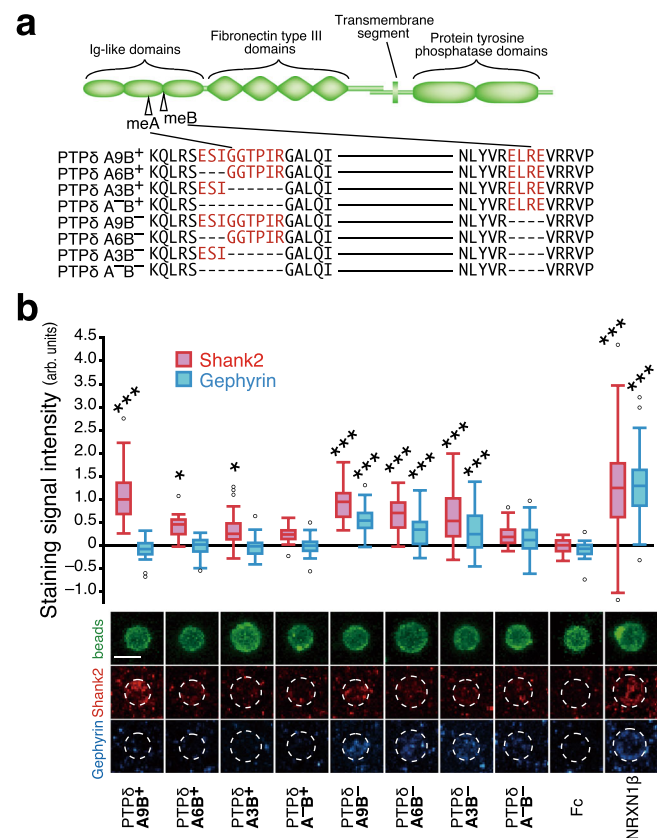 a
Ig-like domains
Fibronectin type III
domains
Transmembrane
segment
Protein tyrosine
phosphatase domains
meA
meB
PTPδ A9B+ KQLRSESIGGTPIRGALQI NLYVRELREVRRVP
PTPδ A6B+ KQLRS---GGTPIRGALQI NLYVRELREVRRVP
PTPδ A3B+ KQLRSESI------GALQI NLYVRELREVRRVP
PTPδ A–B+ KQLRS---------GALQI NLYVRELREVRRVP
PTPδ A9B– KQLRSESIGGTPIRGALQI NLYVR----VRRVP
PTPδ A6B– KQLRS---GGTPIRGALQI NLYVR----VRRVP
PTPδ A3B– KQLRSESI------GALQI NLYVR----VRRVP
PTPδ A–B– KQLRS---------GALQI NLYVR----VRRVP
b
Staining signal intensity (arb. units)
4.5
4.0
3.5
3.0
2.5
2.0
1.5
1.0
0.5
0
−0.5
−1.0
Shank2
Gephyrin
***
*
*
***
***
***
***
***
***
***
***
beads
Shank2
Gephyrin
PTPδ
A9B+
PTPδ
A6B+
PTPδ
A3B+
PTPδ
A–B+
PTPδ
A9B–
PTPδ
A6B–
PTPδ
A3B–
PTPδ
A–B–
Fc
NRXN1β